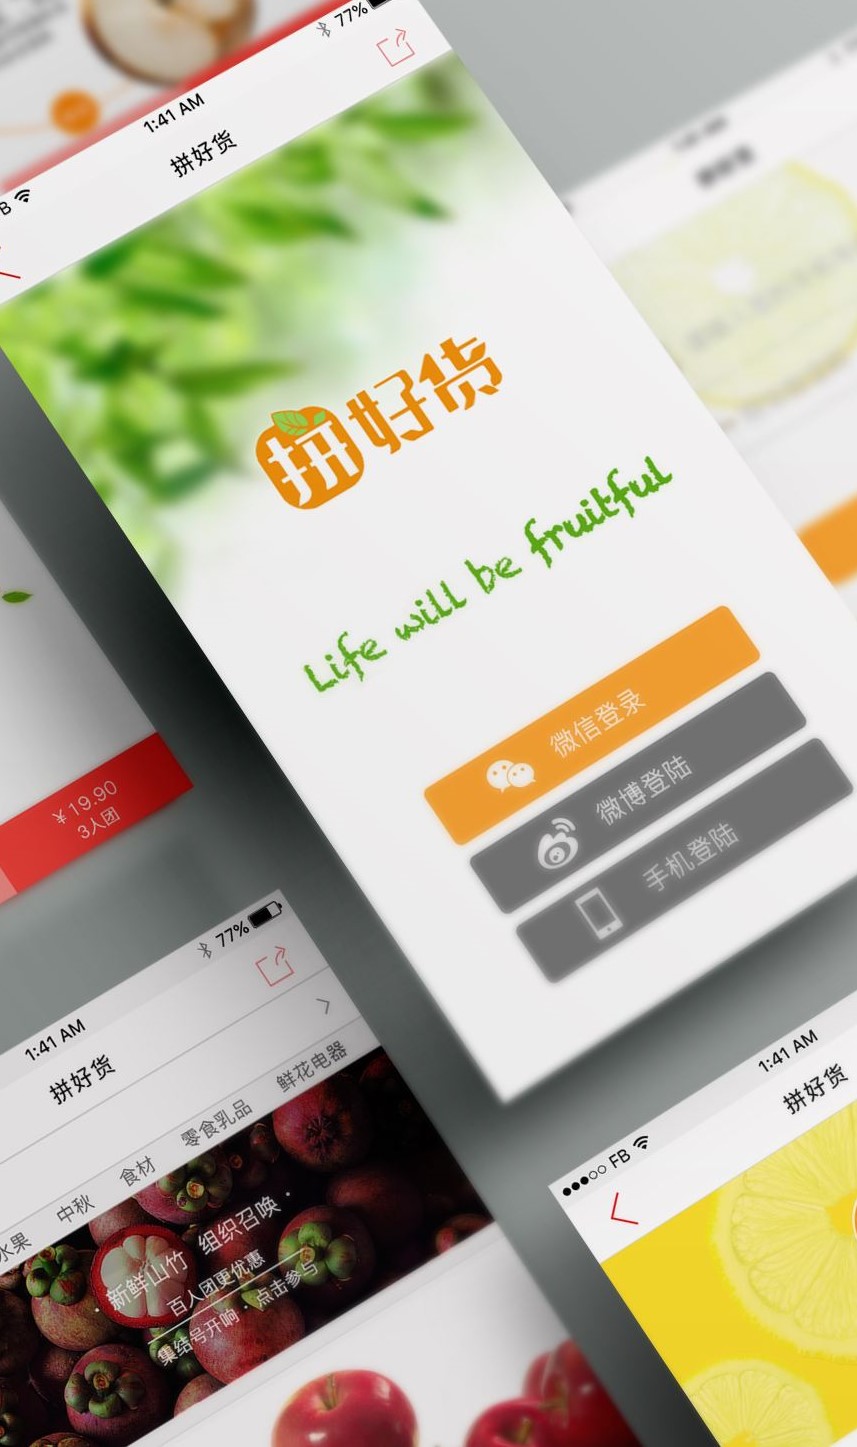 77%
1:41 AM
拼好货
B
拼好货
Life will be fruitful
微信登录
微博登陆
手机登陆
¥19.90
3人团
77%
1:41 AM
拼好货
水果 中秋 食材 零食乳品 鲜花电器
· 新鲜山竹 组织召唤 ·
百人团更优惠
集结号开响 · 点击参与
1:41 AM
FB
拼好货